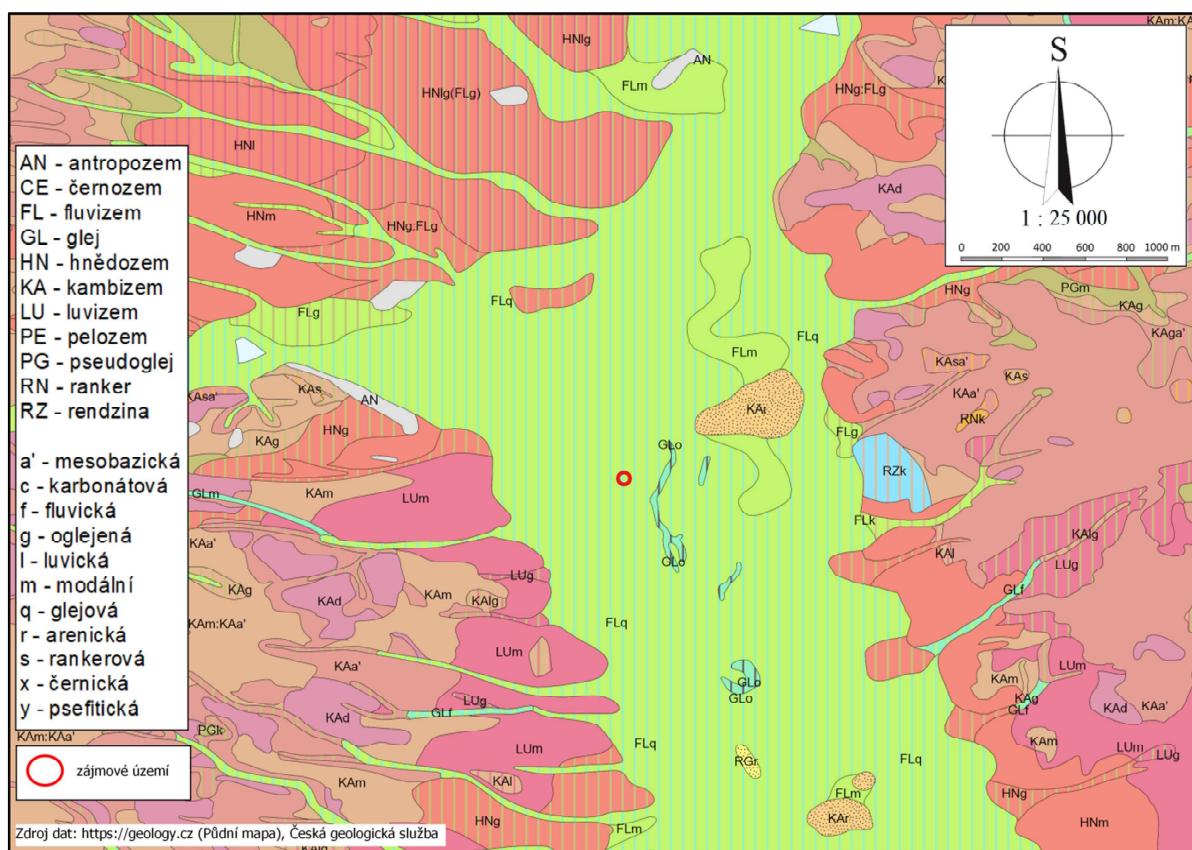 HNlg
AN
FLm
KAm:KA
S
HNlg(FLg)
HNg:FLg
HNl
KAd
1 : 25 000
0 200 400 600 800 1000 m
AN - antropozem
CE - černozem
FL - fluvizem
GL - glej
HN - hnědozem
KA - kambizem
LU - luvizem
PE - pelozem
PG - pseudoglej
RN - ranker
RZ - rendzina
a' - mesobazická
c - karbonátová
f - fluvická
g - oglejená
l - luvická
m - modální
q - glejová
r - arenická
s - rankerová
x - černická
y - psefitická
zájmové území
HNm
HNg:FLg
FLq
FLg
HNg
PGm
KAg
KAga'
FLq
FLm
KAsa'
KAs
KAa'
RNk
KAsa'
KAs
AN
HNg
KAg
KAr
FLg
GLo
RZk
KAm
LUm
GLm
KAa'
FLk
KAl
KAlg
LUg
GLo
LUg
KAg
KAd
KAm
KAlg
GLf
KAm:KAa'
FLq
LUm
KAa'
LUg
GLo
GLo
KAm
LUm
KAg
GLf
KAd
KAa'
KAd
GLf
PGk
KAm:KAa'
FLq
LUm
FLq
KAm
LUm
LUg
RGr
KAm
KAl
HNg
FLm
KAr
HNm
HNg
FLm
Zdroj dat: https://geology.cz (Půdní mapa), Česká geologická služba